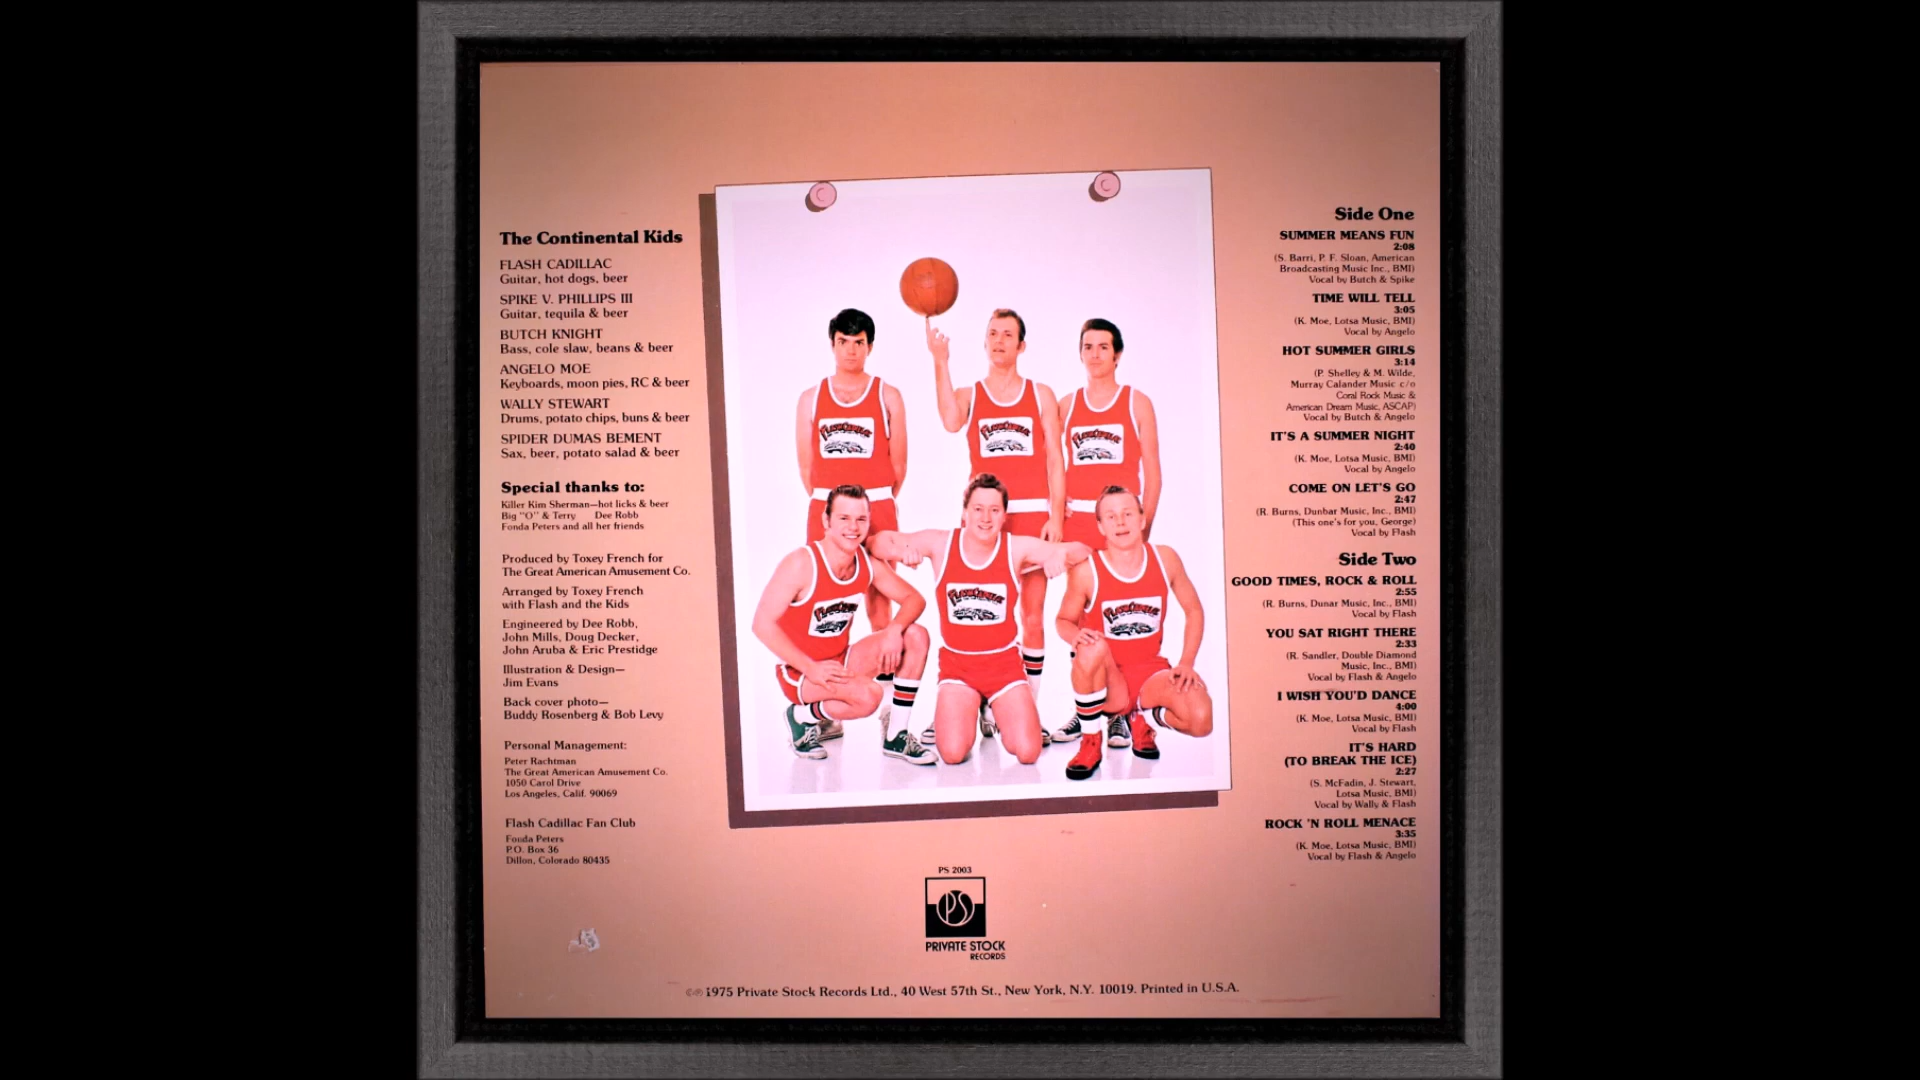 The Continental Kids
FLASH CADILLAC
Guitar, hot dogs, beer
SPIKE V. PHILLIPS III
Guitar, tequila & beer
BUTCH KNIGHT
Bass, cole slaw, beans & beer
ANGELO MOE
Keyboards, moon pies, RC & beer
WALLY STEWART
Drums, potato chips, buns & beer
SPIDER DUMAS BEMENT
Sax, beer, potato salad & beer
Special thanks to:
Killer Kim Sherman—hot licks & beer
Big "O" & Terry Dee Robb
Fonda Peters and all her friends
Produced by Toxey French for
The Great American Amusement Co.
Arranged by Toxey French
with Flash and the Kids
Engineered by Dee Robb,
John Mills, Doug Decker,
John Aruba & Eric Prestidge
Illustration & Design—
Jim Evans
Back cover photo—
Buddy Rosenberg & Bob Levy
Personal Management:
Peter Rachtman
The Great American Amusement Co.
1050 Carol Drive
Los Angeles, Calif. 90069
Flash Cadillac Fan Club
Fonda Peters
P.O. Box 36
Dillon, Colorado 80435
Side One
SUMMER MEANS FUN
2:08
(S. Barri, P. F. Sloan, American
Broadcasting Music Inc., BMI)
Vocal by Butch & Spike
TIME WILL TELL
3:05
(K. Moe, Lotsa Music, BMI)
Vocal by Angelo
HOT SUMMER GIRLS
3:14
(P. Shelley & M. Wilde,
Murray Calander Music c/o
Coral Rock Music &
American Dream Music, ASCAP)
Vocal by Butch & Angelo
IT'S A SUMMER NIGHT
2:40
(K. Moe, Lotsa Music, BMI)
Vocal by Angelo
COME ON LET'S GO
2:47
(R. Burns, Dunbar Music, Inc., BMI)
(This one's for you, George)
Vocal by Flash
Side Two
GOOD TIMES, ROCK & ROLL
2:55
(R. Burns, Dunar Music, Inc., BMI)
Vocal by Flash
YOU SAT RIGHT THERE
2:33
(R. Sandler, Double Diamond
Music, Inc., BMI)
Vocal by Flash & Angelo
I WISH YOU'D DANCE
4:00
(K. Moe, Lotsa Music, BMI)
Vocal by Flash
IT'S HARD
(TO BREAK THE ICE)
2:27
(S. McFadin, J. Stewart,
Lotsa Music, BMI)
Vocal by Wally & Flash
ROCK 'N ROLL MENACE
3:35
(K. Moe, Lotsa Music, BMI)
Vocal by Flash & Angelo
PS 2003
PS
PRIVATE STOCK
RECORDS
©℗ 1975 Private Stock Records Ltd., 40 West 57th St., New York, N.Y. 10019. Printed in U.S.A.